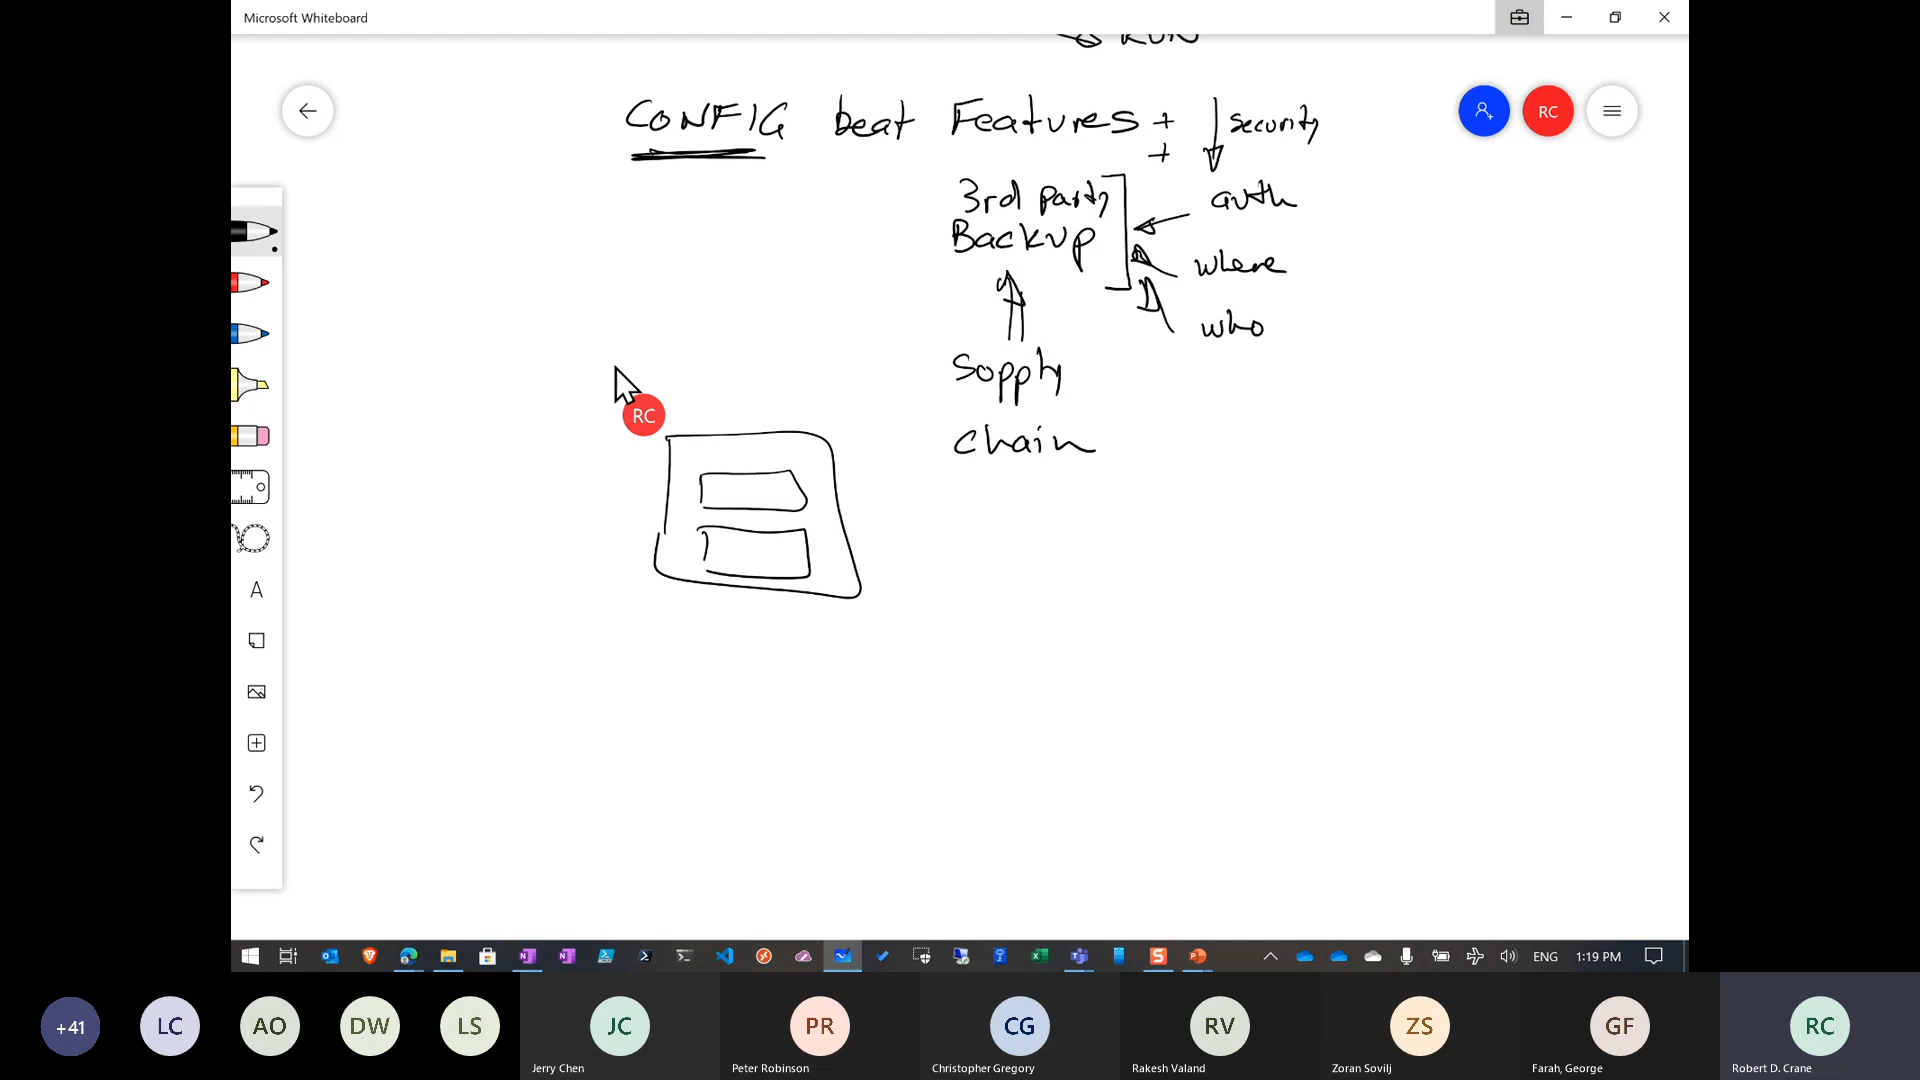 Microsoft Whiteboard
RUN
CONFIG beat Features + security
+
3rd party auth
Backup
where
who
Sopply
chain
RC
RC
A
ENG 1:19 PM
+41 LC AO DW LS JC PR CG RV ZS GF RC
Jerry Chen Peter Robinson Christopher Gregory Rakesh Valand Zoran Sovilj Farah, George Robert D. Crane